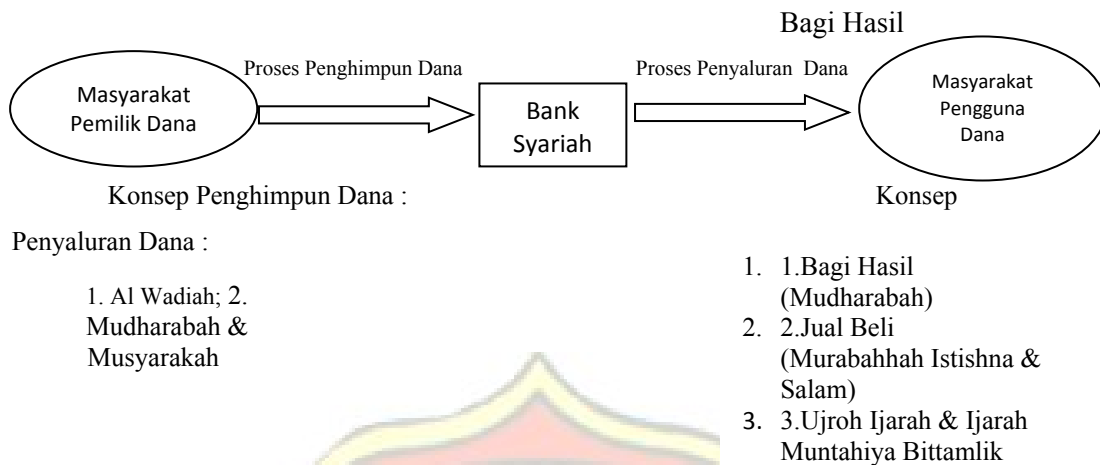 Bagi Hasil
Proses Penghimpun Dana
Proses Penyaluran Dana
Masyarakat
Pemilik Dana
Bank
Syariah
Masyarakat
Pengguna
Dana
Konsep Penghimpun Dana :
Konsep
Penyaluran Dana :
1. Al Wadiah; 2.
Mudharabah &
Musyarakah
1. 1.Bagi Hasil
(Mudharabah)
2. 2.Jual Beli
(Murabahhah Istishna &
Salam)
3. 3.Ujroh Ijarah & Ijarah
Muntahiya Bittamlik